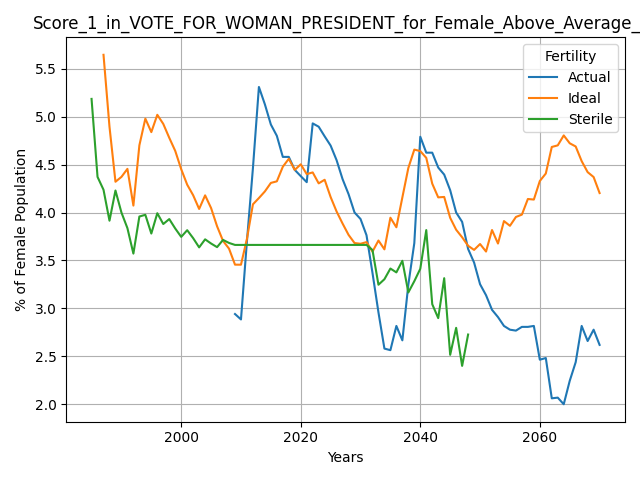 Score_1_in_VOTE_FOR_WOMAN_PRESIDENT_for_Female_Above_Average_
Fertility
Actual
Ideal
Sterile
% of Female Population
5.5
5.0
4.5
4.0
3.5
3.0
2.5
2.0
2000
2020
2040
2060
Years